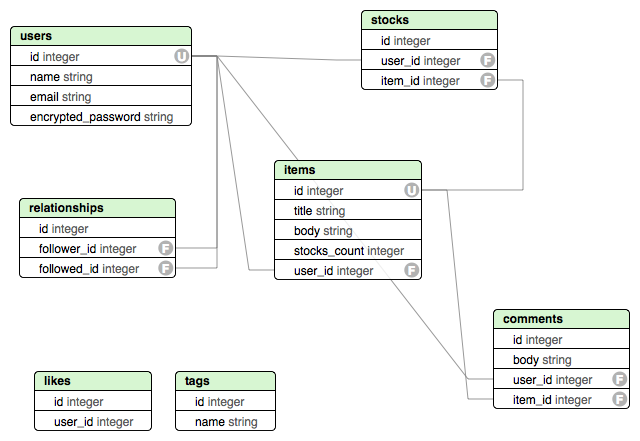 users
id integer U
name string
email string
encrypted_password string
stocks
id integer
user_id integer F
item_id integer F
items
id integer U
title string
body string
stocks_count integer
user_id integer F
relationships
id integer
follower_id integer F
followed_id integer F
comments
id integer
body string
user_id integer F
item_id integer F
likes
id integer
user_id integer
tags
id integer
name string